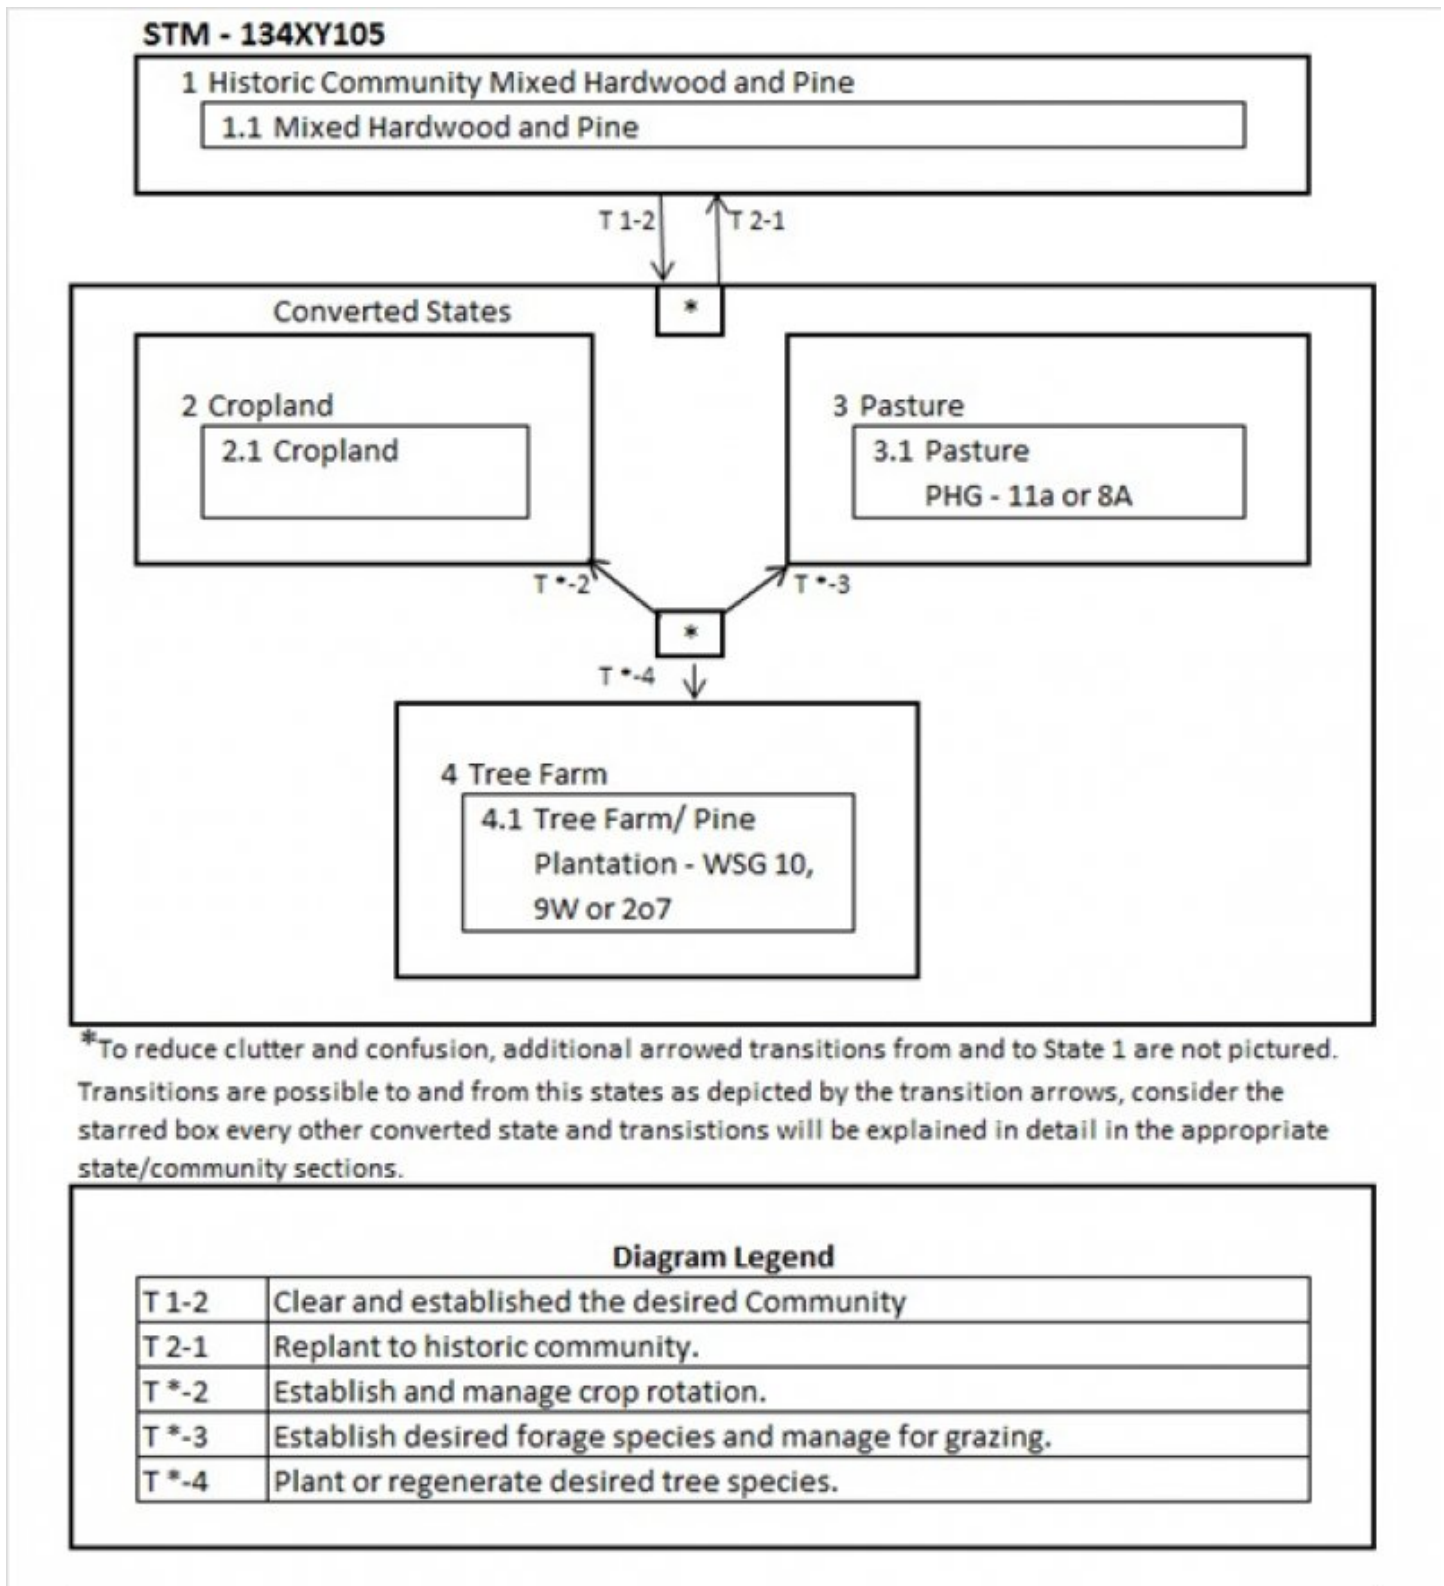 STM - 134XY105
1 Historic Community Mixed Hardwood and Pine
1.1 Mixed Hardwood and Pine
T 1-2
T 2-1
*
Converted States
2 Cropland
2.1 Cropland
3 Pasture
3.1 Pasture
PHG - 11a or 8A
T *-2
T *-3
*
T *-4
4 Tree Farm
4.1 Tree Farm/ Pine
Plantation - WSG 10,
9W or 2o7
*To reduce clutter and confusion, additional arrowed transitions from and to State 1 are not pictured.
Transitions are possible to and from this states as depicted by the transition arrows, consider the
starred box every other converted state and transistions will be explained in detail in the appropriate
state/community sections.
Diagram Legend
T 1-2 Clear and established the desired Community
T 2-1 Replant to historic community.
T *-2 Establish and manage crop rotation.
T *-3 Establish desired forage species and manage for grazing.
T *-4 Plant or regenerate desired tree species.